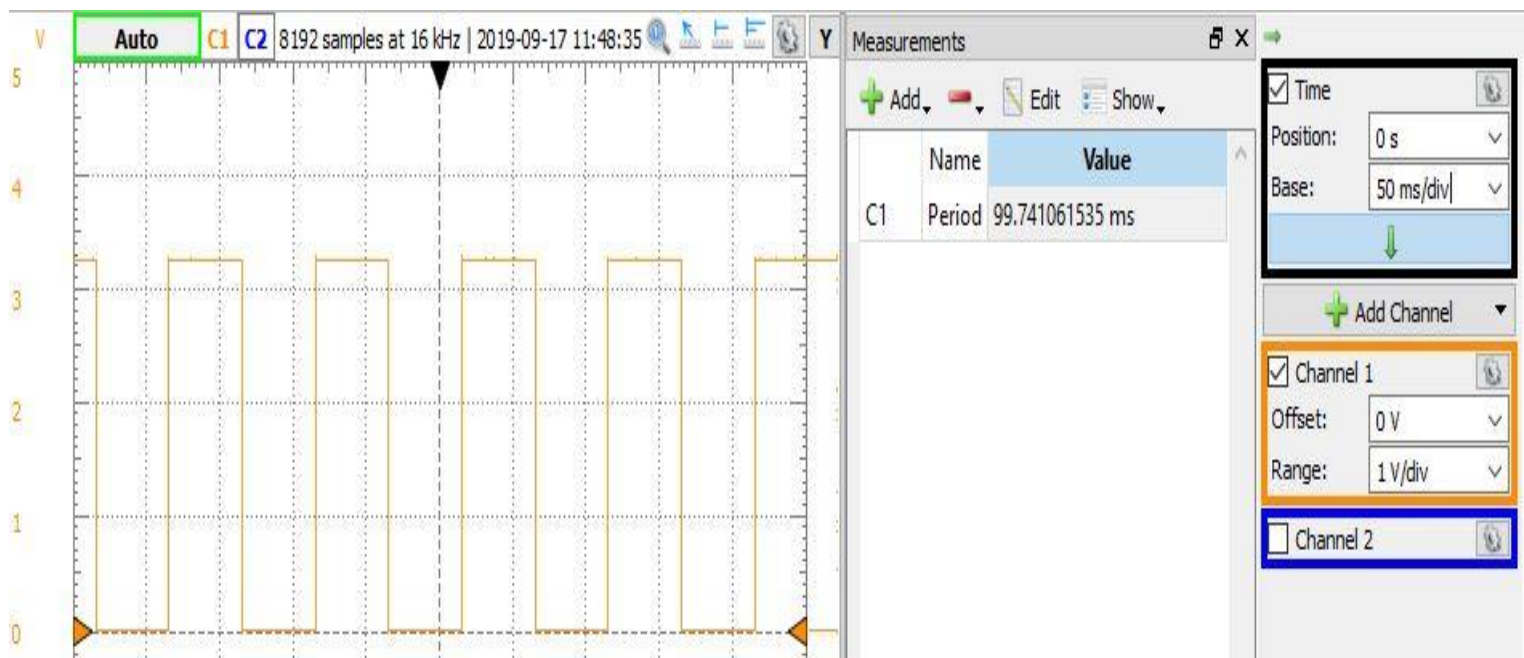 V
Auto C1 C2 8192 samples at 16 kHz | 2019-09-17 11:48:35 Y
5
4
3
2
1
0
Measurements X
Add Edit Show
Name Value
C1 Period 99.741061535 ms
Time
Position: 0 s
Base: 50 ms/div
Add Channel
Channel 1
Offset: 0 V
Range: 1 V/div
Channel 2